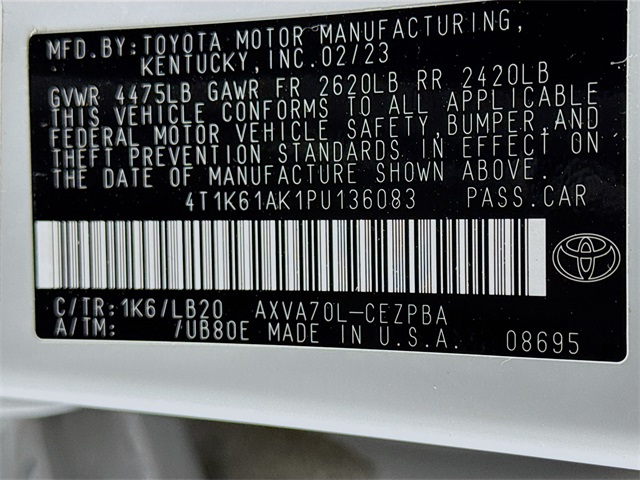 MFD.BY:TOYOTA MOTOR MANUFACTURING,
KENTUCKY,INC.02/23
GVWR 4475LB GAWR FR 2620LB RR 2420LB
THIS VEHICLE CONFORMS TO ALL APPLICABLE
FEDERAL MOTOR VEHICLE SAFETY,BUMPER,AND
THEFT PREVENTION STANDARDS IN EFFECT ON
THE DATE OF MANUFACTURE SHOWN ABOVE.
4T1K61AK1PU136083 PASS.CAR
C/TR:1K6/LB20 AXVA70L-CEZPBA
A/TM: /UB80E MADE IN U.S.A. 08695